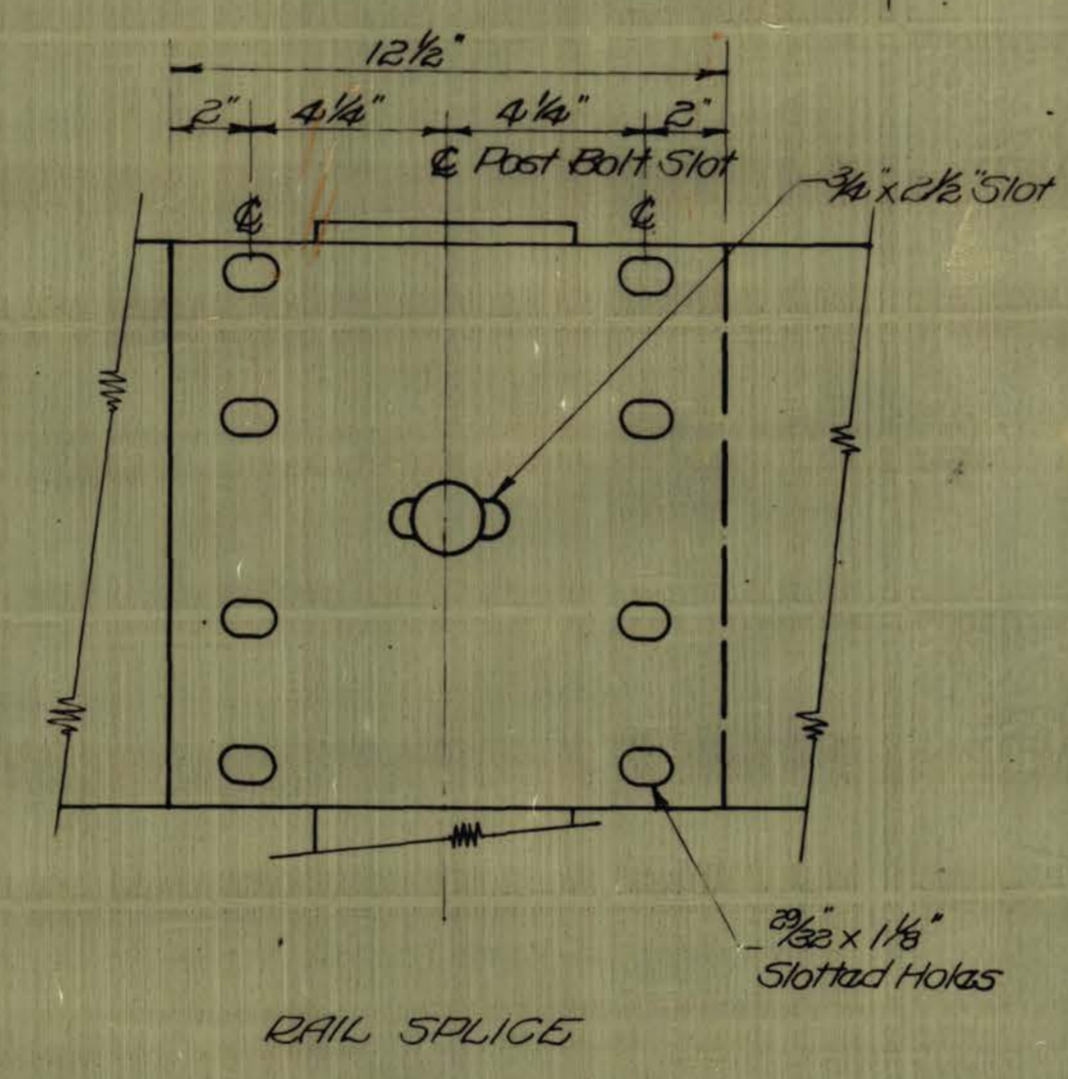 12½"
2" 4¼" 4¼" 2"
℄ Post Bolt Slot
¾" x 2½" Slot
℄ ℄
29/32" x 1⅛"
Slotted Holes
RAIL SPLICE